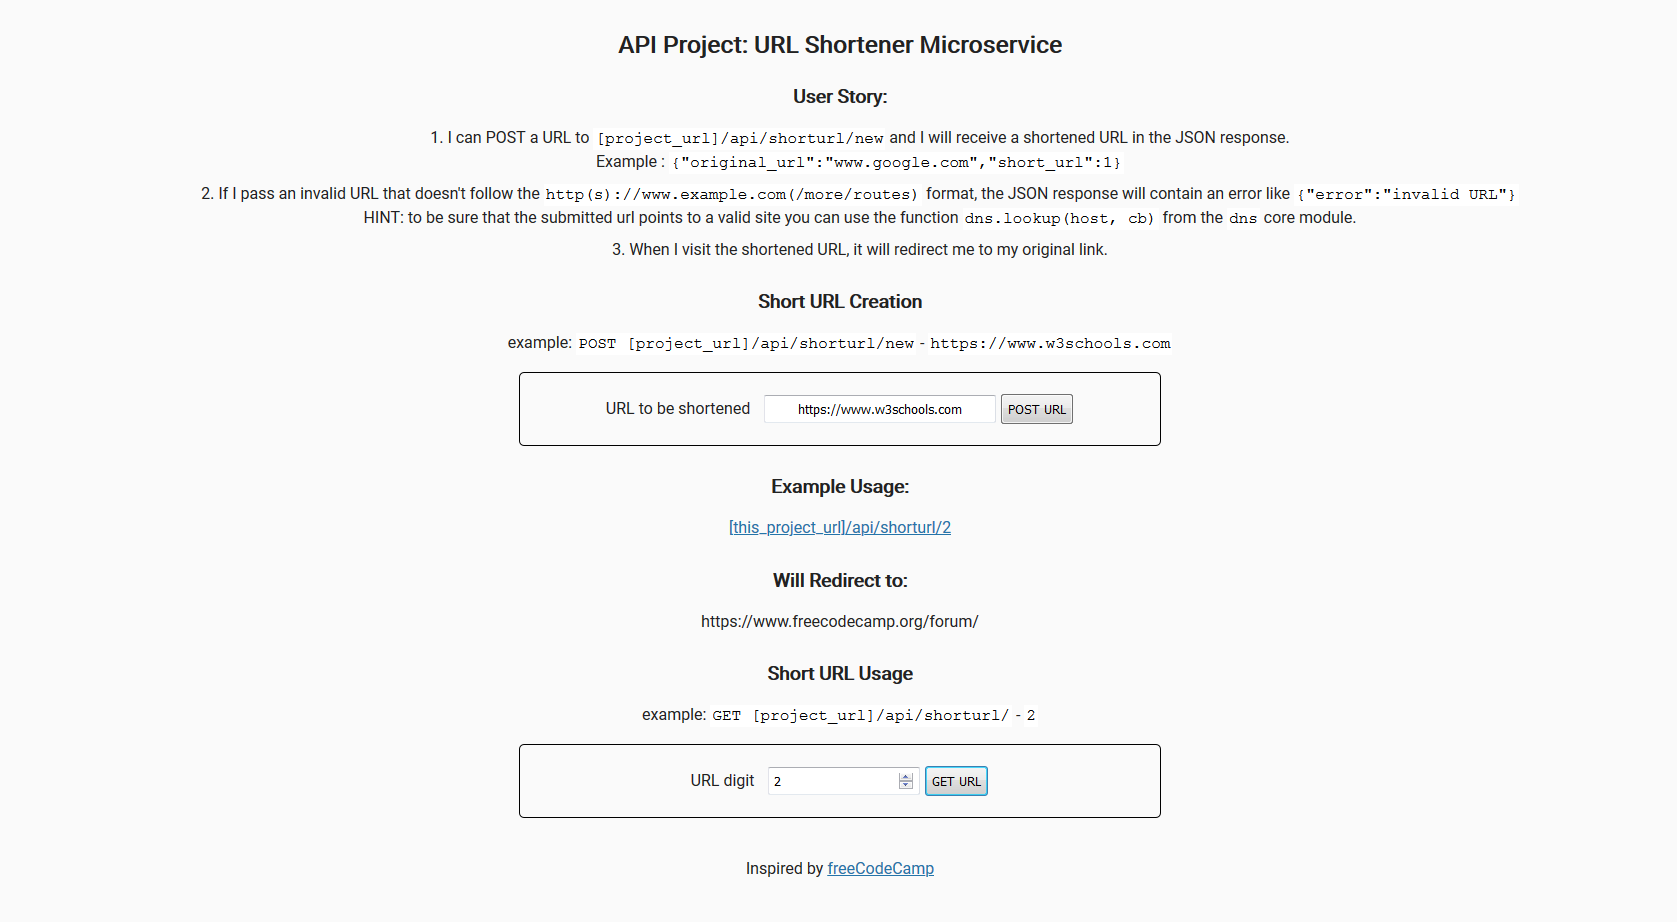 API Project: URL Shortener Microservice
User Story:
1. I can POST a URL to [project_url]/api/shorturl/new and I will receive a shortened URL in the JSON response.
Example : {"original_url":"www.google.com","short_url":1}
2. If I pass an invalid URL that doesn't follow the http(s)://www.example.com(/more/routes) format, the JSON response will contain an error like {"error":"invalid URL"}
HINT: to be sure that the submitted url points to a valid site you can use the function dns.lookup(host, cb) from the dns core module.
3. When I visit the shortened URL, it will redirect me to my original link.
Short URL Creation
example: POST [project_url]/api/shorturl/new - https://www.w3schools.com
URL to be shortened https://www.w3schools.com POST URL
Example Usage:
[this_project_url]/api/shorturl/2
Will Redirect to:
https://www.freecodecamp.org/forum/
Short URL Usage
example: GET [project_url]/api/shorturl/ - 2
URL digit 2 GET URL
Inspired by freeCodeCamp